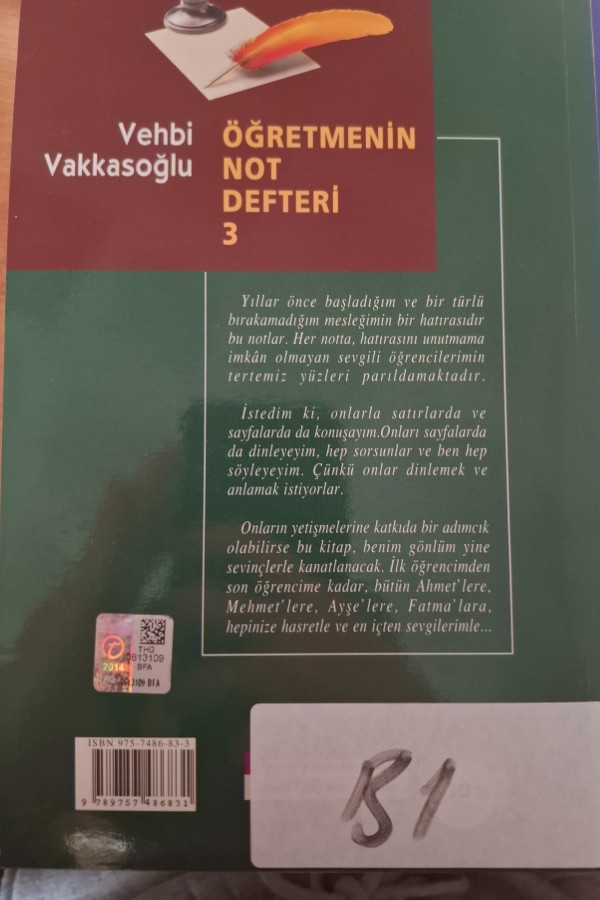 Vehbi
Vakkasoğlu
ÖĞRETMENİN
NOT
DEFTERİ
3
Yıllar önce başladığım ve bir türlü
bırakamadığım mesleğimin bir hatırasıdır
bu notlar. Her notta, hatırasını unutmama
imkân olmayan sevgili öğrencilerimin
tertemiz yüzleri parıldamaktadır.
İstedim ki, onlarla satırlarda ve
sayfalarda da konuşayım.Onları sayfalarda
da dinleyeyim, hep sorsunlar ve ben hep
söyleyeyim. Çünkü onlar dinlemek ve
anlamak istiyorlar.
Onların yetişmelerine katkıda bir adımcık
olabilirse bu kitap, benim gönlüm yine
sevinçlerle kanatlanacak. İlk öğrencimden
son öğrencime kadar, bütün Ahmet'lere,
Mehmet'lere, Ayşe'lere, Fatma'lara,
hepinize hasretle ve en içten sevgilerimle...
2014
THG
0613109
BFA
0613109 BFA
ISBN 975-7486-83-3
9 789757 486831
B1